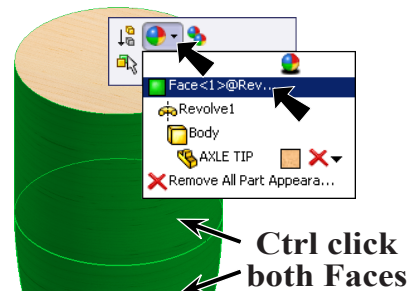 Face<1>@Rev...
Revolve1
Body
AXLE TIP
Remove All Part Appeara...
Ctrl click
both Faces